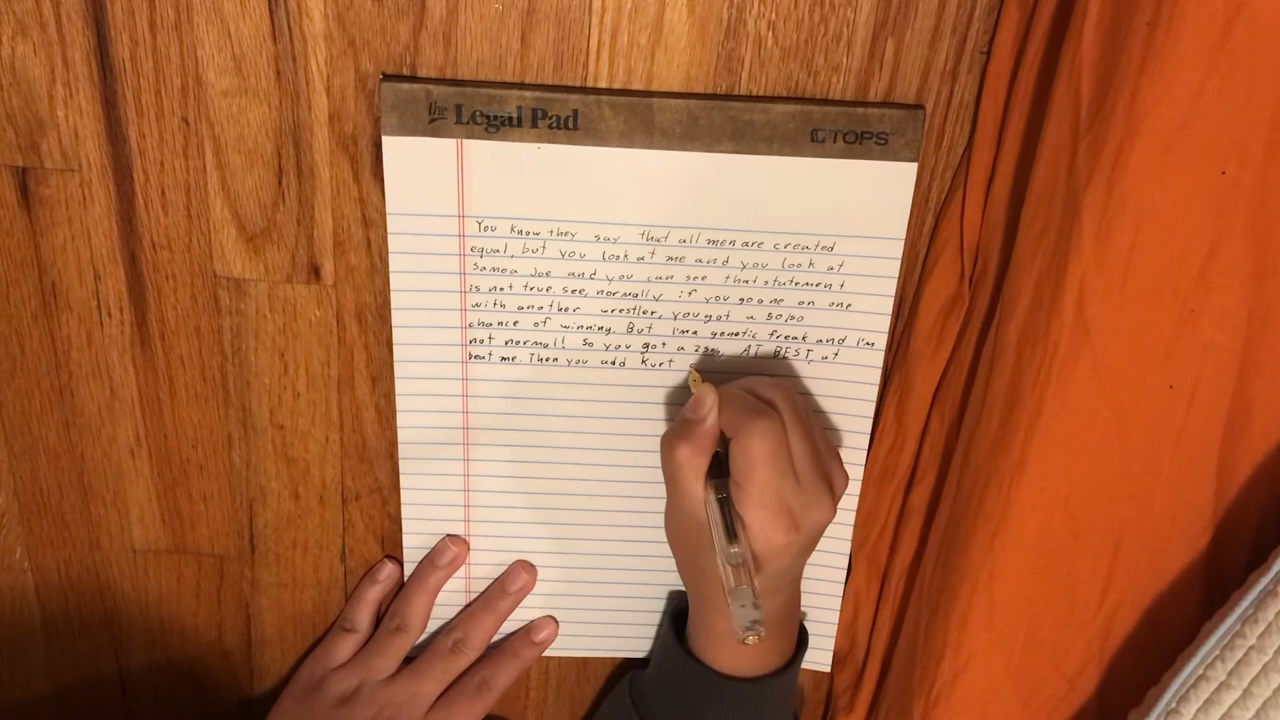 the Legal Pad
TOPS
You know they say that all men are created
equal, but you look at me and you look at
Samoa Joe and you can see that statement
is not true. See, normally if you go one on one
with another wrestler, you got a 50/50
chance of winning. But I'm a genetic freak and I'm
not normal! So you got a 25%, AT BEST, at
beat me. Then you add Kurt